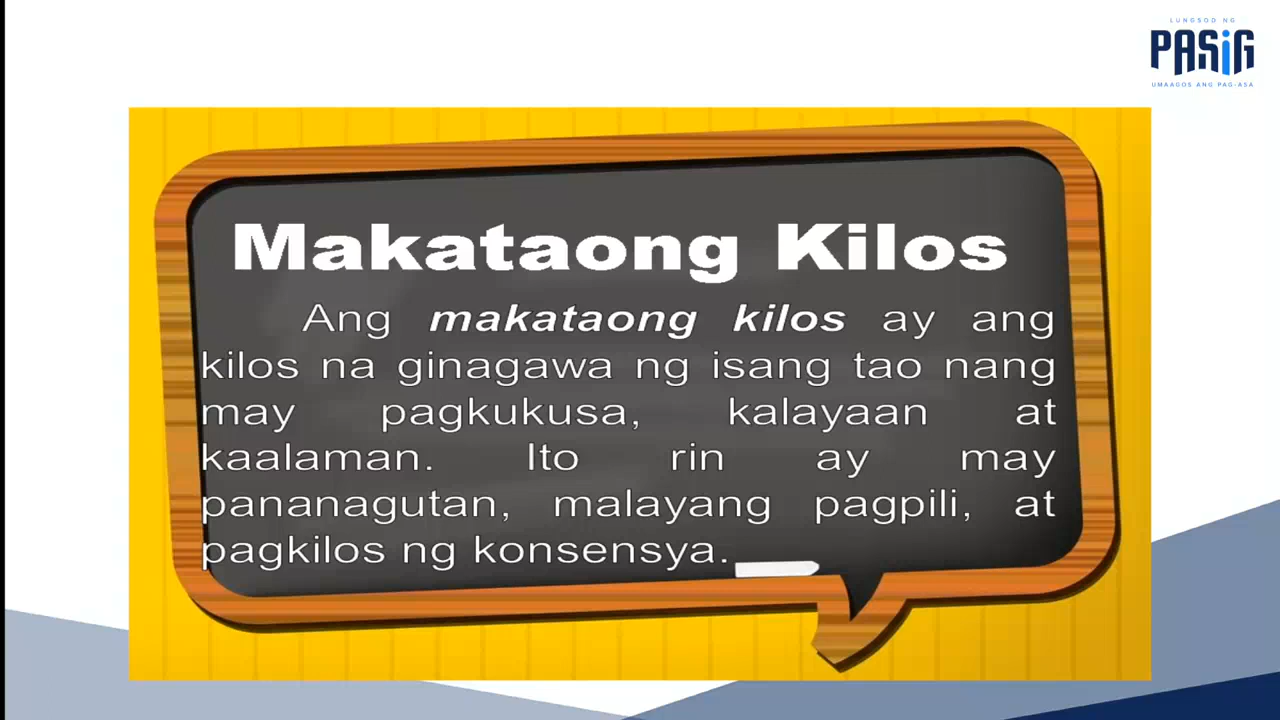 LUNGSOD NG
PASiG
UMAAGOS ANG PAG-ASA
Makataong Kilos
Ang makataong kilos ay ang
kilos na ginagawa ng isang tao nang
may pagkukusa, kalayaan at
kaalaman. Ito rin ay may
pananagutan, malayang pagpili, at
pagkilos ng konsensya.